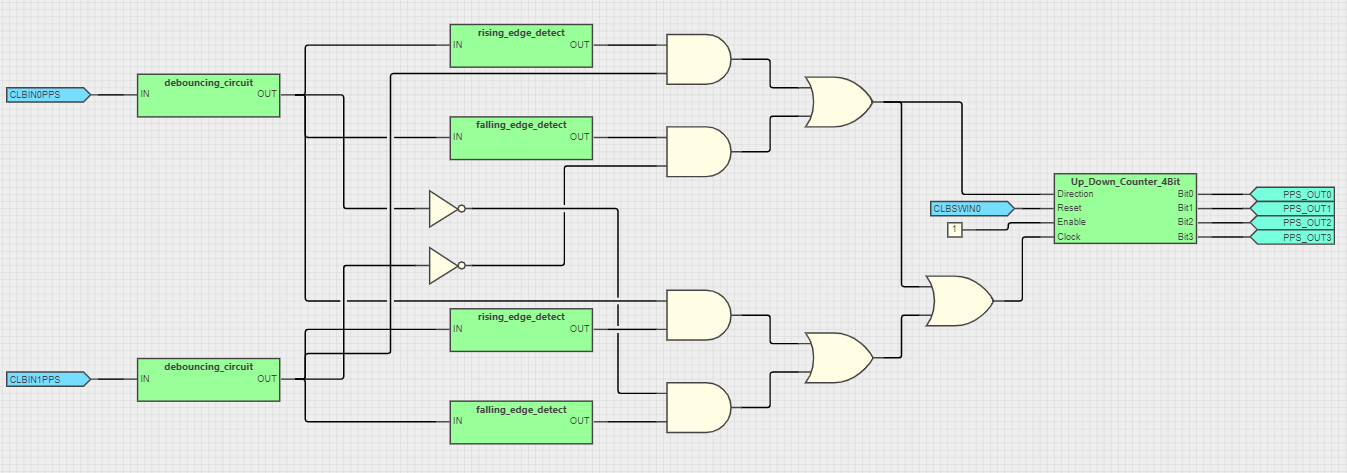 rising_edge_detect
IN
OUT
debouncing_circuit
CLBIN0PPS
IN
OUT
falling_edge_detect
IN
OUT
Up_Down_Counter_4Bit
Direction
Bit0
PPS_OUT0
CLBSWIN0
Reset
Bit1
PPS_OUT1
1
Enable
Bit2
PPS_OUT2
Clock
Bit3
PPS_OUT3
rising_edge_detect
IN
OUT
debouncing_circuit
CLBIN1PPS
IN
OUT
falling_edge_detect
IN
OUT